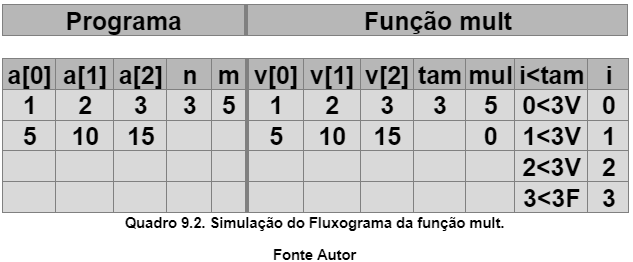 Programa Função mult
a[0] a[1] a[2] n m v[0] v[1] v[2] tam mul i<tam i
1 2 3 3 5 1 2 3 3 5 0<3V 0
5 10 15 5 10 15 0 1<3V 1
2<3V 2
3<3F 3
Quadro 9.2. Simulação do Fluxograma da função mult.
Fonte Autor